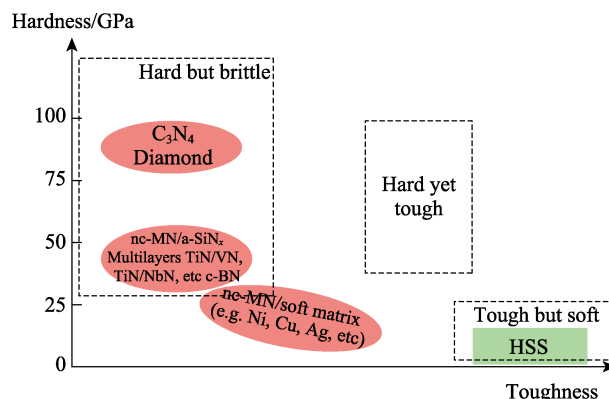 Hardness/GPa
Hard but brittle
100
C₃N₄
Diamond
75
Hard yet
tough
50
nc-MN/a-SiNₓ
Multilayers TiN/VN,
TiN/NbN, etc c-BN
25
nc-MN/soft matrix
(e.g. Ni, Cu, Ag, etc)
Tough but soft
HSS
0
Toughness